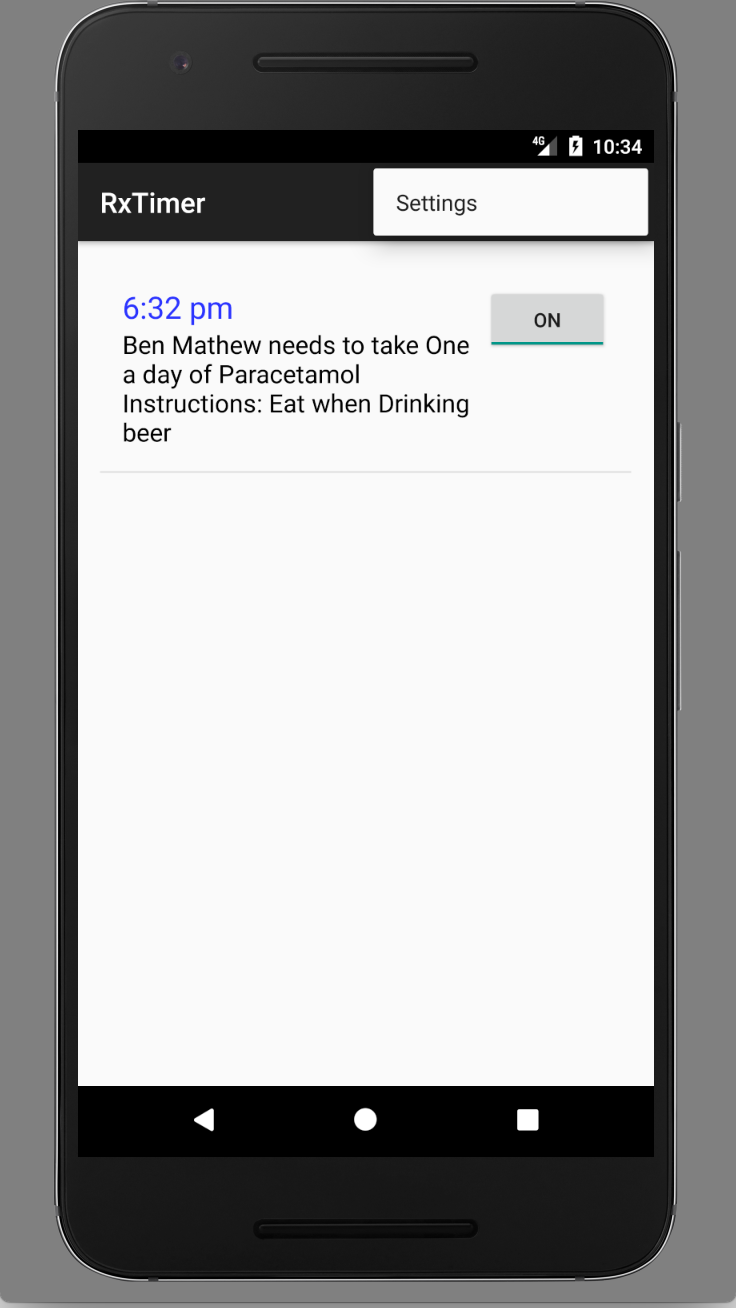 4G 10:34
RxTimer
Settings
6:32 pm
ON
Ben Mathew needs to take One
a day of Paracetamol
Instructions: Eat when Drinking
beer